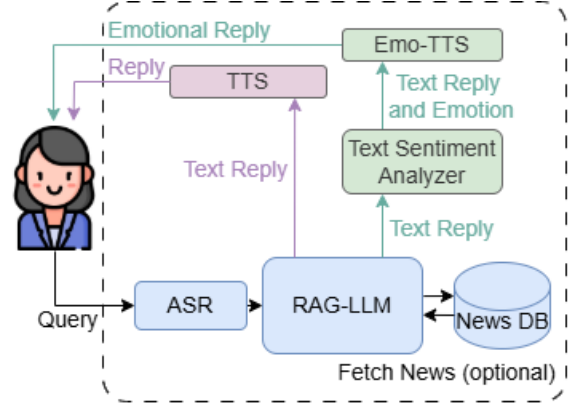 Emotional Reply
Emo-TTS
Reply
TTS
Text Reply
and Emotion
Text Reply
Text Sentiment
Analyzer
Text Reply
Query
ASR
RAG-LLM
News DB
Fetch News (optional)